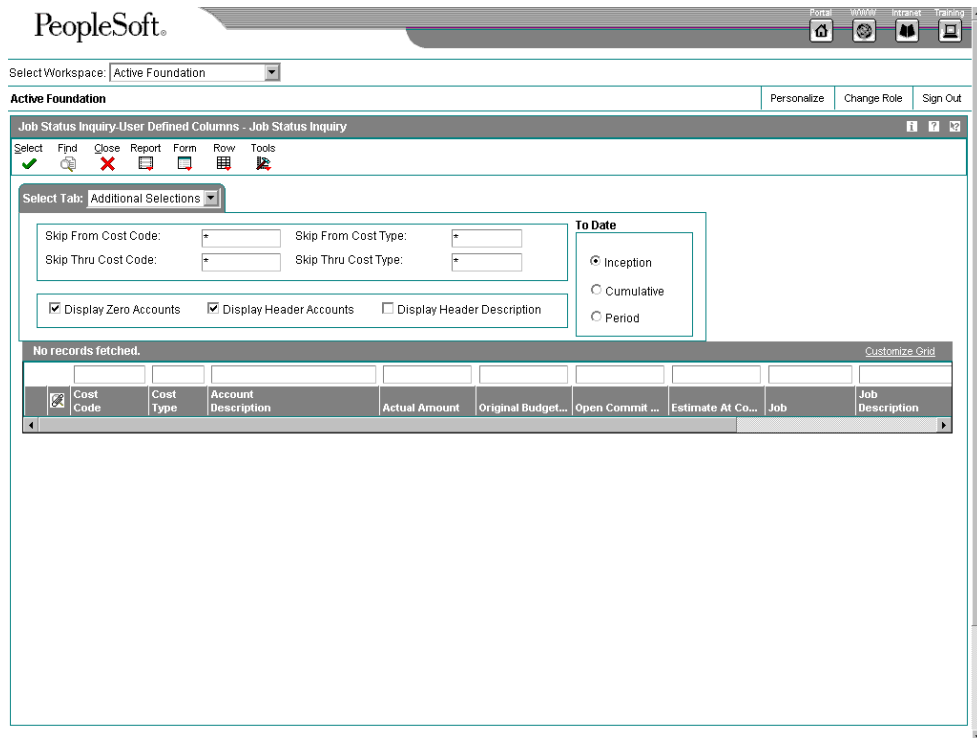 PeopleSoft.
Portal WWW Intranet Training
Select Workspace: Active Foundation
Active Foundation Personalize Change Role Sign Out
Job Status Inquiry-User Defined Columns - Job Status Inquiry
Select Find Close Report Form Row Tools
Select Tab: Additional Selections
Skip From Cost Code: * Skip From Cost Type: *
Skip Thru Cost Code: * Skip Thru Cost Type: *
Display Zero Accounts Display Header Accounts Display Header Description
To Date
Inception
Cumulative
Period
No records fetched. Customize Grid
Cost Code
Cost Type
Account Description
Actual Amount
Original Budget...
Open Commit ...
Estimate At Co...
Job
Job Description